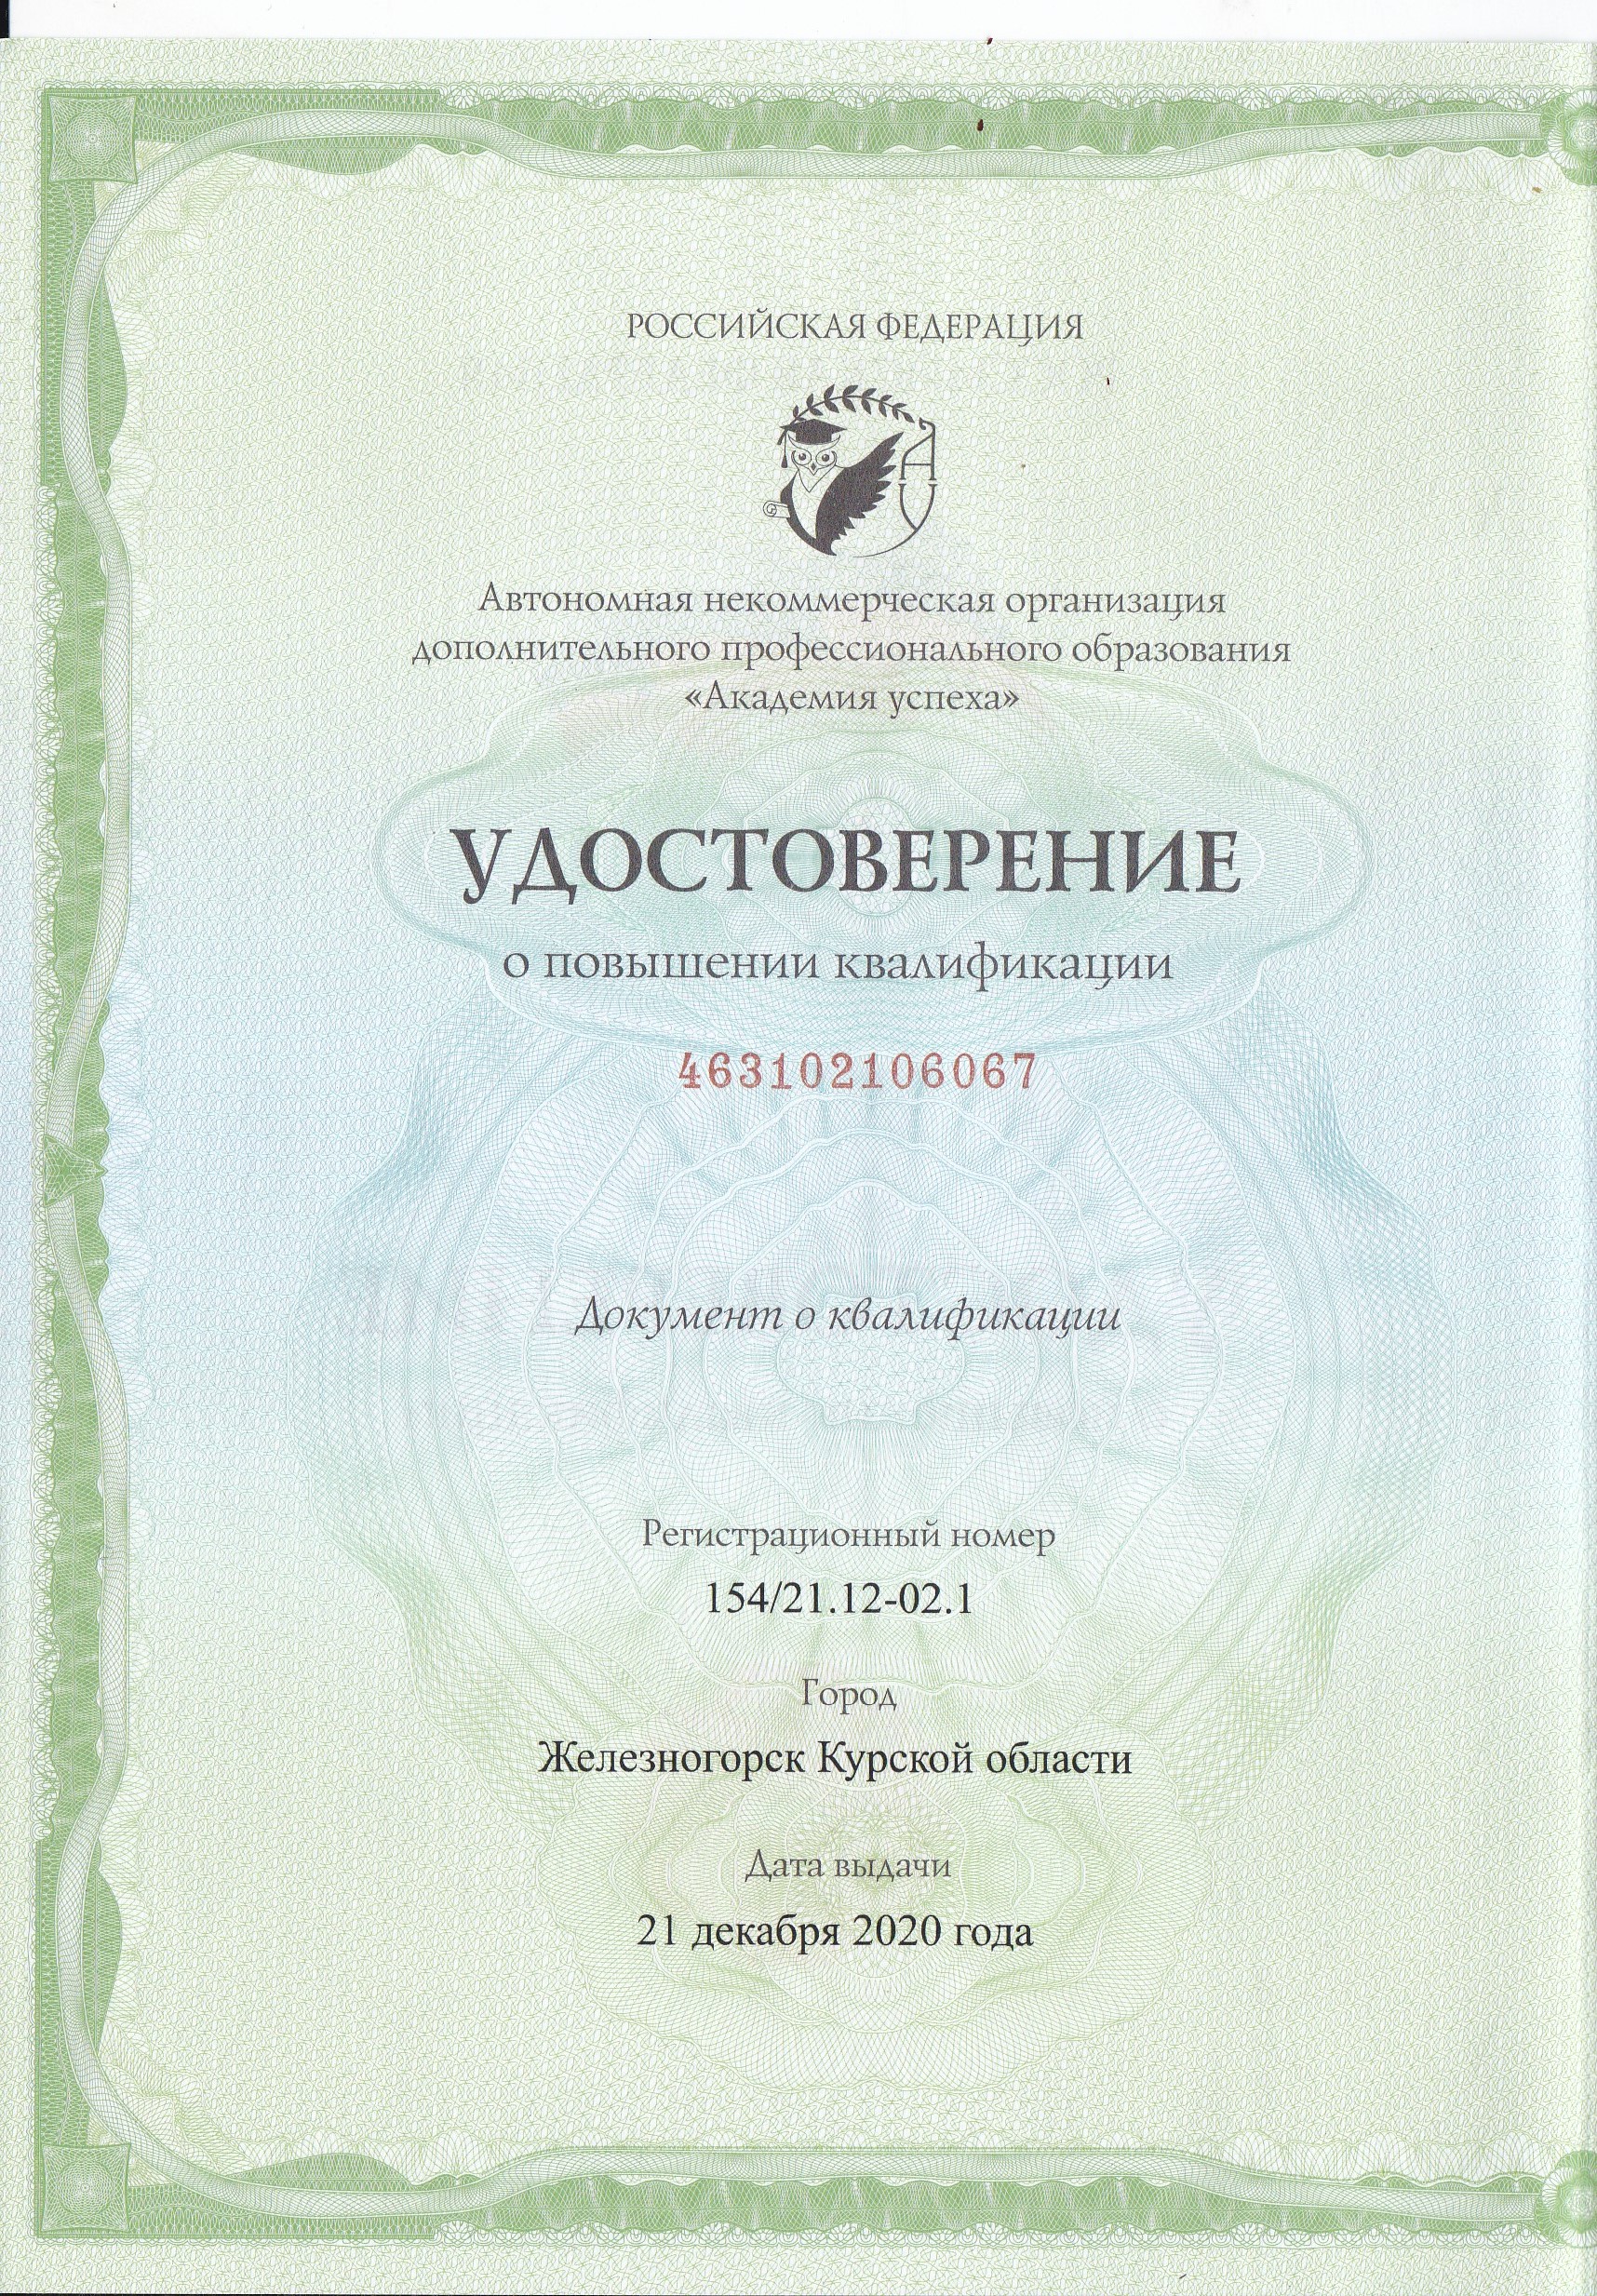 РОССИЙСКАЯ ФЕДЕРАЦИЯ
АУ
Автономная некоммерческая организация
дополнительного профессионального образования
«Академия успеха»
УДОСТОВЕРЕНИЕ
о повышении квалификации
463102106067
Документ о квалификации
Регистрационный номер
154/21.12-02.1
Город
Железногорск Курской области
Дата выдачи
21 декабря 2020 года